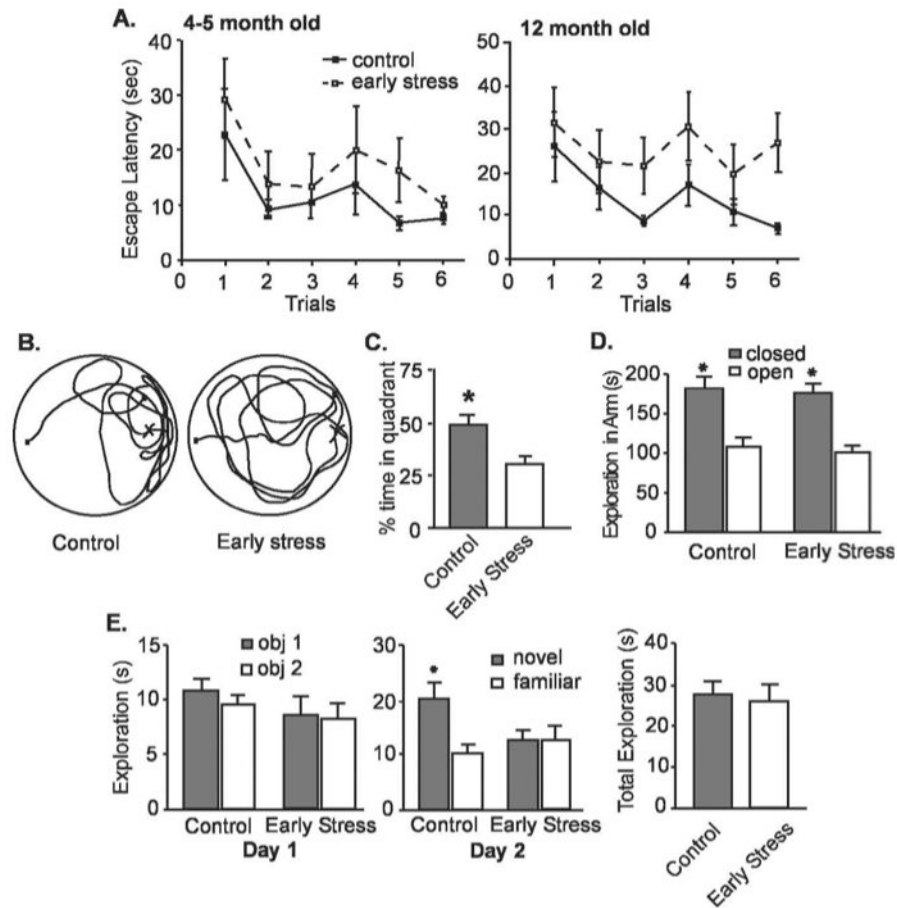 A.
4-5 month old
12 month old
Escape Latency (sec)
40
30
20
10
0
control
early stress
0 1 2 3 4 5 6
Trials
50
40
30
20
10
0
0 1 2 3 4 5 6
Trials
B.
Control
Early stress
C.
% time in quadrant
75
50
25
0
Control
Early Stress
D.
closed
open
Exploration in Arm (s)
200
150
100
50
0
*
*
Control
Early Stress
E.
Exploration (s)
15
10
5
0
obj 1
obj 2
Control
Early Stress
Day 1
30
20
10
0
*
novel
familiar
Control
Early Stress
Day 2
Total Exploration (s)
40
30
20
10
0
Control
Early Stress